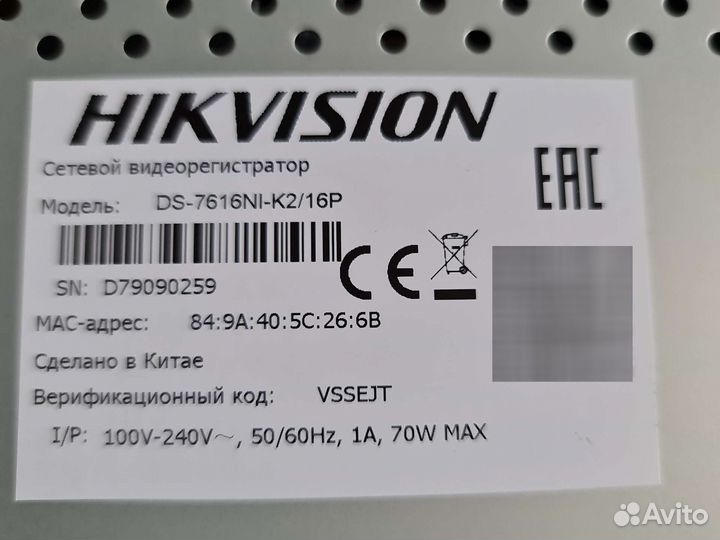 HIKVISION
Сетевой видеорегистратор
EAC
Модель: DS-7616NI-K2/16P
SN: D79090259
CE
MAC-адрес: 84:9A:40:5C:26:6B
Сделано в Китае
Верификационный код: VSSEJT
I/P: 100V-240V~, 50/60Hz, 1A, 70W MAX
Avito